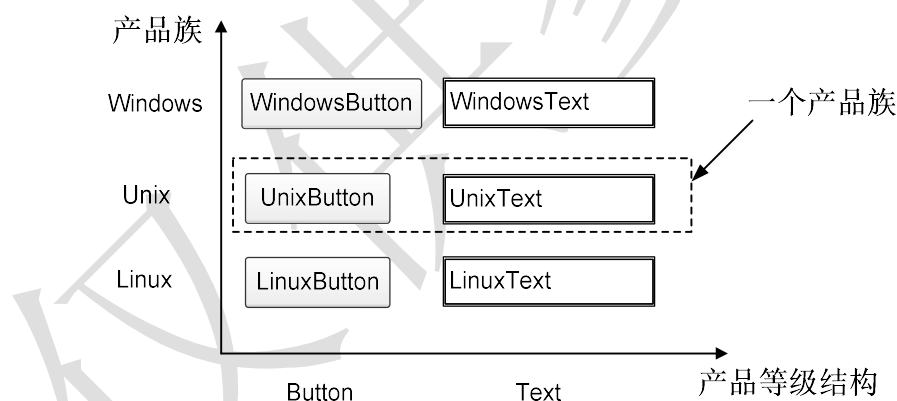 产品族
Windows
WindowsButton
WindowsText
一个产品族
Unix
UnixButton
UnixText
Linux
LinuxButton
LinuxText
Button
Text
产品等级结构